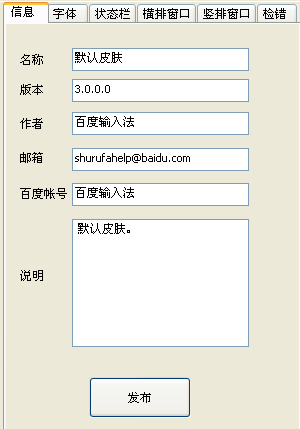 信息 字体 状态栏 横排窗口 竖排窗口 检错
名称 默认皮肤
版本 3.0.0.0
作者 百度输入法
邮箱 shurufahelp@baidu.com
百度帐号 百度输入法
默认皮肤。
说明
发布